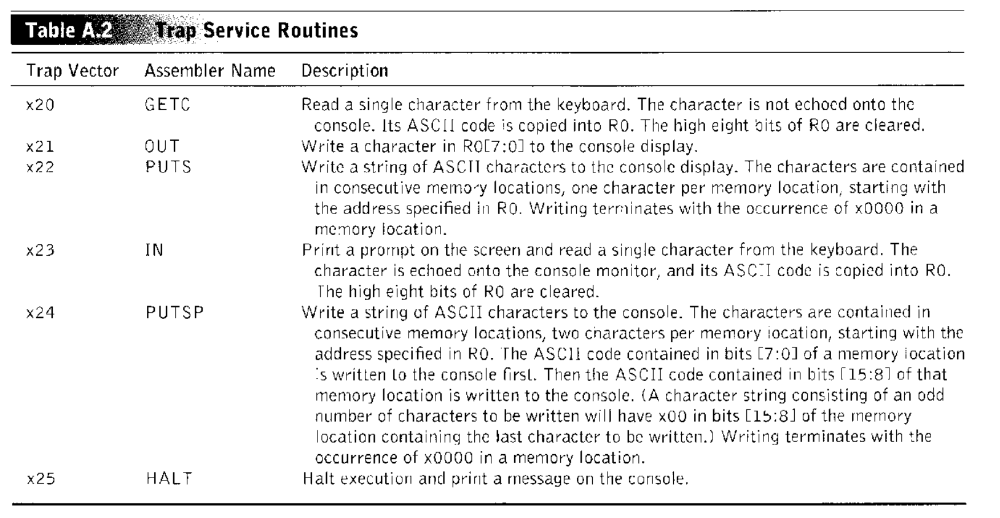 Table A.2 Trap Service Routines
Trap Vector Assembler Name Description
x20 GETC Read a single character from the keyboard. The character is not echoed onto the
console. Its ASCII code is copied into R0. The high eight bits of R0 are cleared.
x21 OUT Write a character in R0[7:0] to the console display.
x22 PUTS Write a string of ASCII characters to the console display. The characters are contained
in consecutive memory locations, one character per memory location, starting with
the address specified in R0. Writing terminates with the occurrence of x0000 in a
memory location.
x23 IN Print a prompt on the screen and read a single character from the keyboard. The
character is echoed onto the console monitor, and its ASCII code is copied into R0.
The high eight bits of R0 are cleared.
x24 PUTSP Write a string of ASCII characters to the console. The characters are contained in
consecutive memory locations, two characters per memory location, starting with the
address specified in R0. The ASCII code contained in bits [7:0] of a memory location
is written to the console first. Then the ASCII code contained in bits [15:8] of that
memory location is written to the console. (A character string consisting of an odd
number of characters to be written will have x00 in bits [15:8] of the memory
location containing the last character to be written.) Writing terminates with the
occurrence of x0000 in a memory location.
x25 HALT Halt execution and print a message on the console.